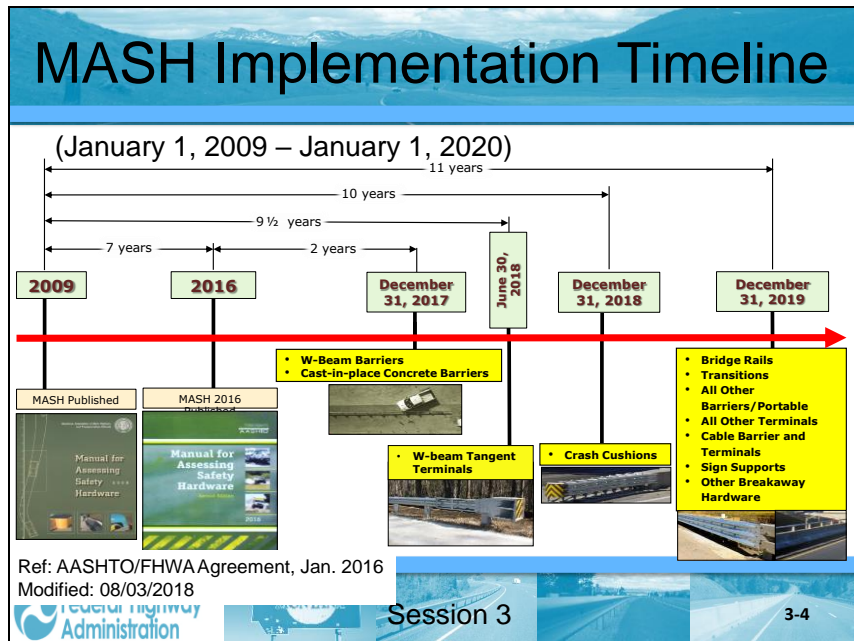 MASH Implementation Timeline
(January 1, 2009 – January 1, 2020)
11 years
10 years
9 ½ years
7 years
2 years
2009
2016
December
31, 2017
June 30,
2018
December
31, 2018
December
31, 2019
MASH Published
MASH 2016
Published
• W-Beam Barriers
• Cast-in-place Concrete Barriers
• W-beam Tangent
Terminals
• Crash Cushions
• Bridge Rails
• Transitions
• All Other
Barriers/Portable
• All Other Terminals
• Cable Barrier and
Terminals
• Sign Supports
• Other Breakaway
Hardware
Manual for
Assessing
Safety
Hardware
AASHTO
Manual for
Assessing
Safety
Hardware
2016
Ref: AASHTO/FHWA Agreement, Jan. 2016
Modified: 08/03/2018
Federal Highway
Administration
Session 3
3-4